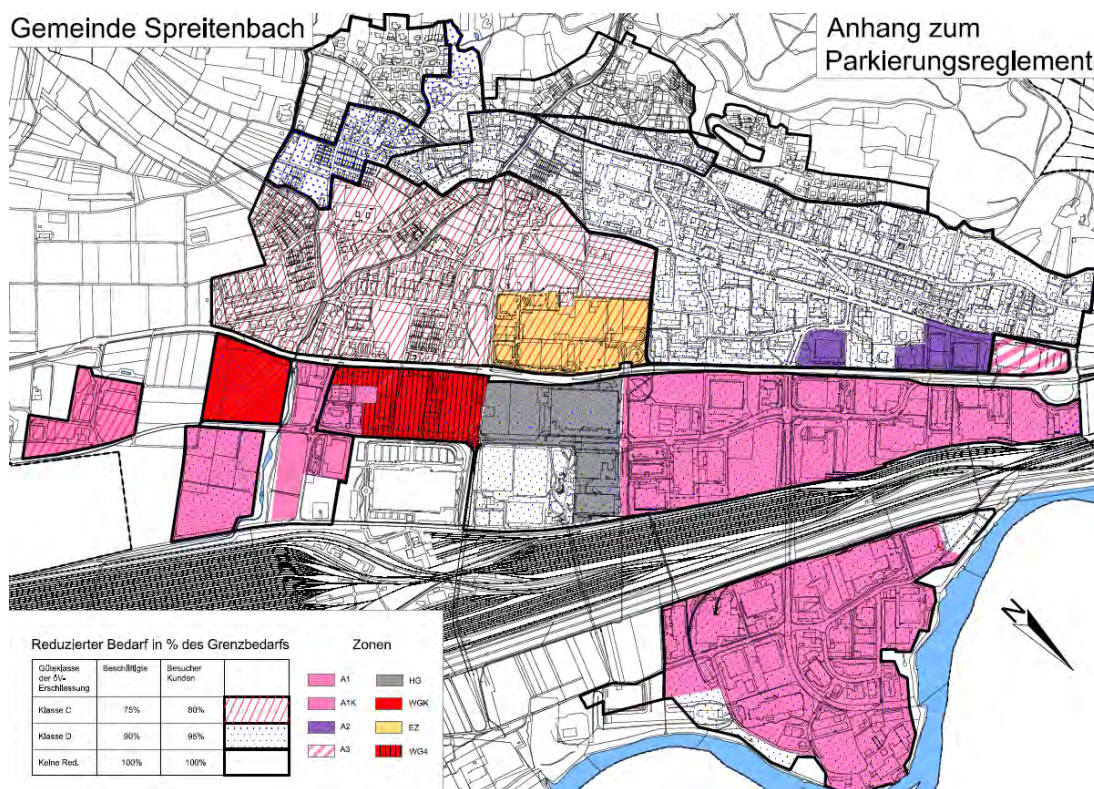 Gemeinde Spreitenbach
Anhang zum
Parkierungsreglement
N
Reduzierter Bedarf in % des Grenzbedarfs
Güteklasse der öV-Erschliessung Beschäftigte Besucher Kunden
Klasse C 75% 80%
Klasse D 90% 95%
Keine Red. 100% 100%
Zonen
A1 HG
A1K WGK
A2 EZ
A3 WG4